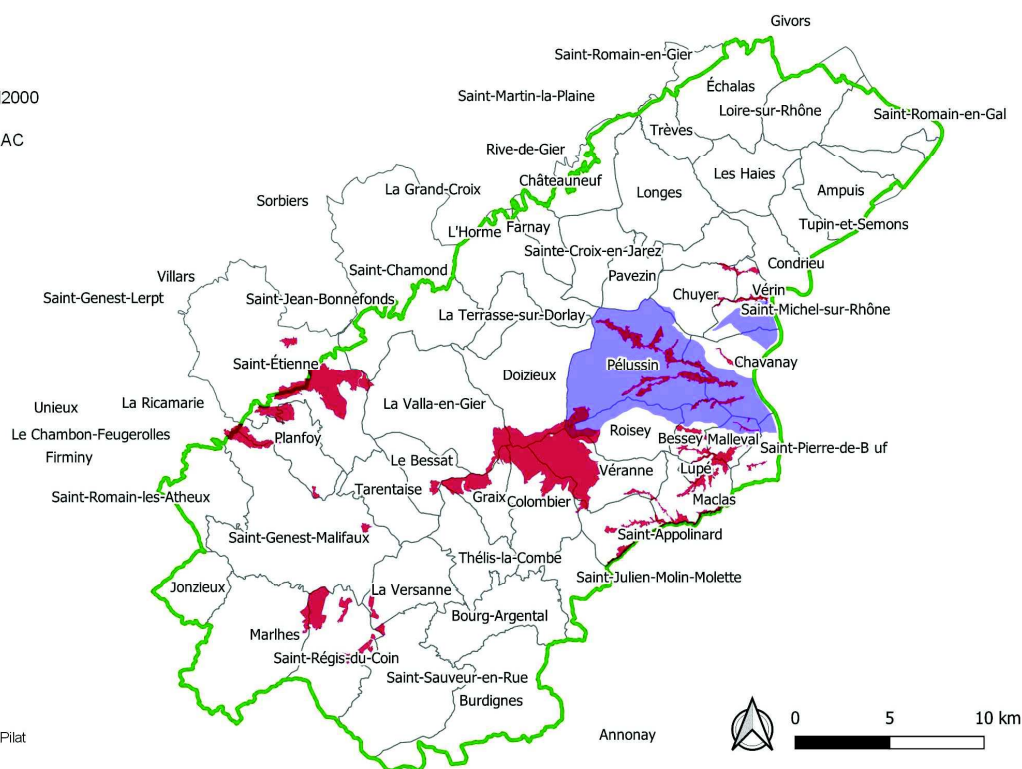 Givors
Saint-Romain-en-Gier
Échalas
2000
Saint-Martin-la-Plaine
Loire-sur-Rhône
Saint-Romain-en-Gal
AC
Trèves
Rive-de-Gier
Les Haies
Châteauneuf
La Grand-Croix
Longes
Ampuis
Sorbiers
Tupin-et-Semons
L'Horme
Farnay
Sainte-Croix-en-Jarez
Condrieu
Saint-Chamond
Pavezin
Villars
Vérin
Chuyer
Saint-Genest-Lerpt
Saint-Jean-Bonnefonds
Saint-Michel-sur-Rhône
La Terrasse-sur-Dorlay
Saint-Étienne
Pélussin
Chavanay
Doizieux
La Ricamarie
La Valla-en-Gier
Unieux
Le Chambon-Feugerolles
Planfoy
Roisey
Bessey
Malleval
Saint-Pierre-de-B uf
Firminy
Le Bessat
Véranne
Lupé
Tarentaise
Saint-Romain-les-Atheux
Graix
Colombier
Maclas
Saint-Genest-Malifaux
Saint-Appolinard
Thélis-la-Combe
Saint-Julien-Molin-Molette
Jonzieux
La Versanne
Bourg-Argental
Marlhes
Saint-Régis-du-Coin
Saint-Sauveur-en-Rue
Burdignes
0 5 10 km
Annonay
Pilat